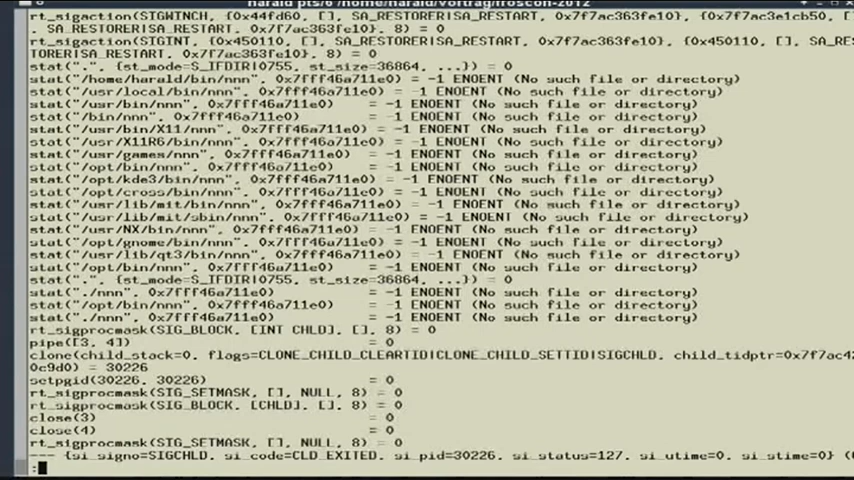 harald pts/6 /home/harald/vortrag/froscon-2012
rt_sigaction(SIGWINCH, {0x44fd60, [], SA_RESTORER|SA_RESTART, 0x7f7ac363fe10}, {0x44fd60, [],
, SA_RESTORER|SA_RESTART, 0x7f7ac363fe10}, 8) = 0
rt_sigaction(SIGINT, {0x450110, [], SA_RESTORER|SA_RESTART, 0x7f7ac363fe10}, {0x450110, [], SA_RES
TORER|SA_RESTART, 0x7f7ac363fe10}, 8) = 0
stat(".", {st_mode=S_IFDIR|0755, st_size=36864, ...}) = 0
stat("/home/harald/bin/nnn", 0x7fff46a711e0) = -1 ENOENT (No such file or directory)
stat("/usr/local/bin/nnn", 0x7fff46a711e0) = -1 ENOENT (No such file or directory)
stat("/usr/bin/nnn", 0x7fff46a711e0) = -1 ENOENT (No such file or directory)
stat("/bin/nnn", 0x7fff46a711e0) = -1 ENOENT (No such file or directory)
stat("/usr/bin/X11/nnn", 0x7fff46a711e0) = -1 ENOENT (No such file or directory)
stat("/usr/X11R6/bin/nnn", 0x7fff46a711e0) = -1 ENOENT (No such file or directory)
stat("/usr/games/nnn", 0x7fff46a711e0) = -1 ENOENT (No such file or directory)
stat("/opt/bin/nnn", 0x7fff46a711e0) = -1 ENOENT (No such file or directory)
stat("/opt/kde3/bin/nnn", 0x7fff46a711e0) = -1 ENOENT (No such file or directory)
stat("/opt/cross/bin/nnn", 0x7fff46a711e0) = -1 ENOENT (No such file or directory)
stat("/usr/lib/mit/bin/nnn", 0x7fff46a711e0) = -1 ENOENT (No such file or directory)
stat("/usr/lib/mit/sbin/nnn", 0x7fff46a711e0) = -1 ENOENT (No such file or directory)
stat("/usr/NX/bin/nnn", 0x7fff46a711e0) = -1 ENOENT (No such file or directory)
stat("/opt/gnome/bin/nnn", 0x7fff46a711e0) = -1 ENOENT (No such file or directory)
stat("/usr/lib/qt3/bin/nnn", 0x7fff46a711e0) = -1 ENOENT (No such file or directory)
stat("/opt/bin/nnn", 0x7fff46a711e0) = -1 ENOENT (No such file or directory)
stat(".", {st_mode=S_IFDIR|0755, st_size=36864, ...}) = 0
stat("./nnn", 0x7fff46a711e0) = -1 ENOENT (No such file or directory)
stat("/opt/bin/nnn", 0x7fff46a711e0) = -1 ENOENT (No such file or directory)
stat("./nnn", 0x7fff46a711e0) = -1 ENOENT (No such file or directory)
rt_sigprocmask(SIG_BLOCK, [INT CHLD], [], 8) = 0
pipe([3, 4]) = 0
clone(child_stack=0, flags=CLONE_CHILD_CLEARTID|CLONE_CHILD_SETTID|SIGCHLD, child_tidptr=0x7f7ac42
0c9d0) = 30226
setpgid(30226, 30226) = 0
rt_sigprocmask(SIG_SETMASK, [], NULL, 8) = 0
rt_sigprocmask(SIG_BLOCK, [CHLD], [], 8) = 0
close(3) = 0
close(4) = 0
rt_sigprocmask(SIG_SETMASK, [], NULL, 8) = 0
--- {si_signo=SIGCHLD, si_code=CLD_EXITED, si_pid=30226, si_status=127, si_utime=0, si_stime=0} (
: